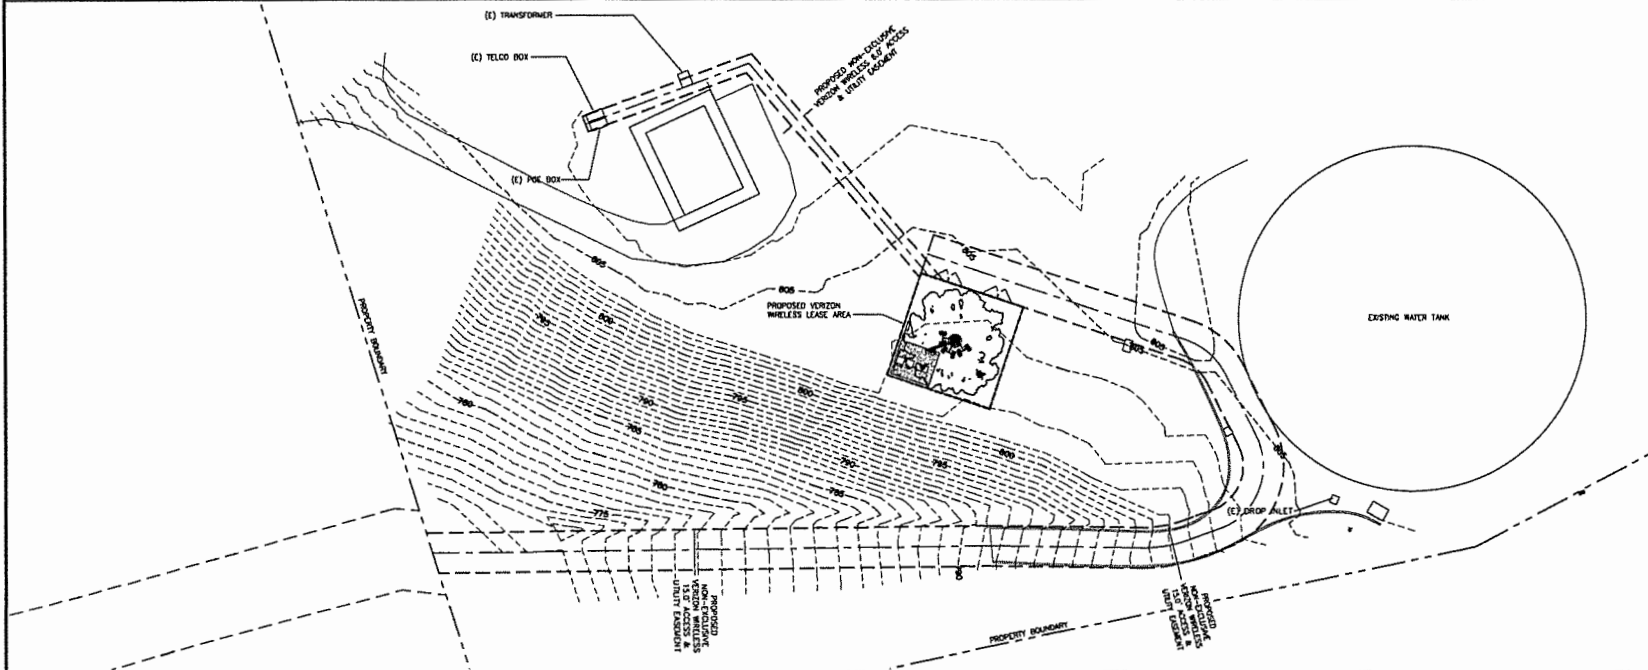 (E) TRANSFORMER
(E) TELCO BOX
PROPOSED NON-EXCLUSIVE
VERIZON WIRELESS 6.0' ACCESS
& UTILITY EASEMENT
(E) POE BOX
805
805
805
PROPOSED VERIZON
WIRELESS LEASE AREA
EXISTING WATER TANK
PROPERTY BOUNDARY
795
800
805
805
780
790
795
800
785
800
790
795
805
780
785
775
(E) DROP INLET
790
PROPOSED
NON-EXCLUSIVE
VERIZON WIRELESS
15.0' ACCESS &
UTILITY EASEMENT
PROPOSED
NON-EXCLUSIVE
VERIZON WIRELESS
15.0' ACCESS &
UTILITY EASEMENT
PROPERTY BOUNDARY